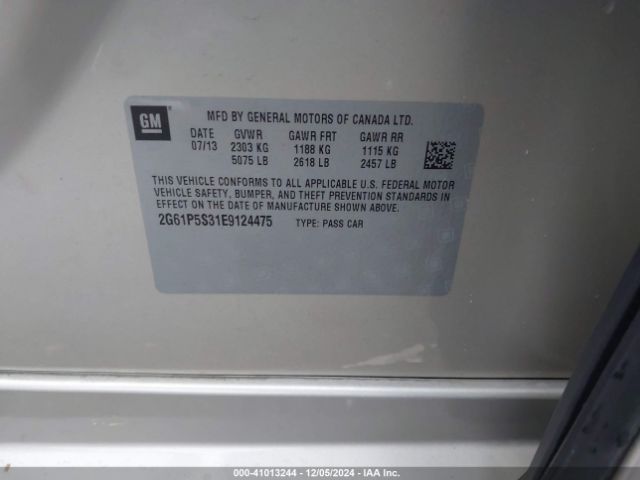 GM
MFD BY GENERAL MOTORS OF CANADA LTD.
DATE GVWR GAWR FRT GAWR RR
07/13 2303 KG 1188 KG 1115 KG
5075 LB 2618 LB 2457 LB
THIS VEHICLE CONFORMS TO ALL APPLICABLE U.S. FEDERAL MOTOR
VEHICLE SAFETY, BUMPER, AND THEFT PREVENTION STANDARDS IN
EFFECT ON THE DATE OF MANUFACTURE SHOWN ABOVE.
2G61P5S31E9124475 TYPE: PASS CAR
000-41013244 - 12/05/2024 - IAA Inc.